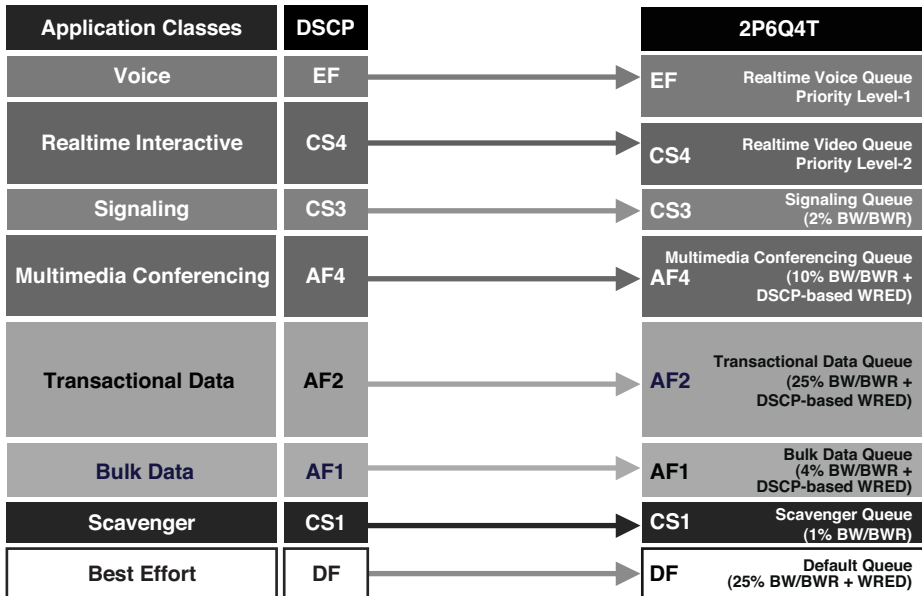 Application Classes DSCP 2P6Q4T
Voice EF EF Realtime Voice Queue
Priority Level-1
Realtime Interactive CS4 CS4 Realtime Video Queue
Priority Level-2
Signaling CS3 CS3 Signaling Queue
(2% BW/BWR)
Multimedia Conferencing AF4 AF4 Multimedia Conferencing Queue
(10% BW/BWR +
DSCP-based WRED)
Transactional Data AF2 AF2 Transactional Data Queue
(25% BW/BWR +
DSCP-based WRED)
Bulk Data AF1 AF1 Bulk Data Queue
(4% BW/BWR +
DSCP-based WRED)
Scavenger CS1 CS1 Scavenger Queue
(1% BW/BWR)
Best Effort DF DF Default Queue
(25% BW/BWR + WRED)